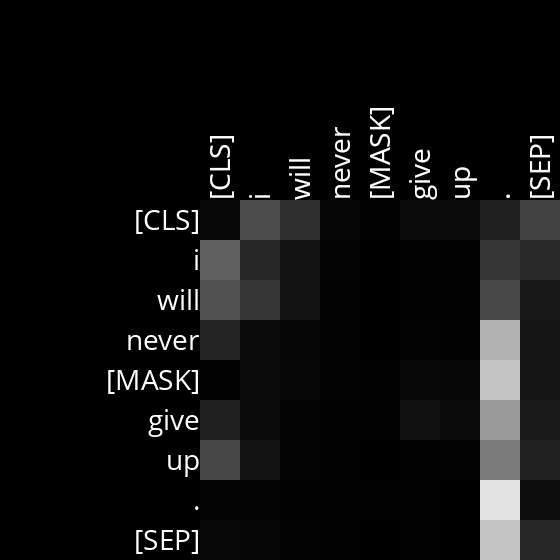 [CLS] i will never [MASK] give up . [SEP]
[CLS]
i
will
never
[MASK]
give
up
.
[SEP]